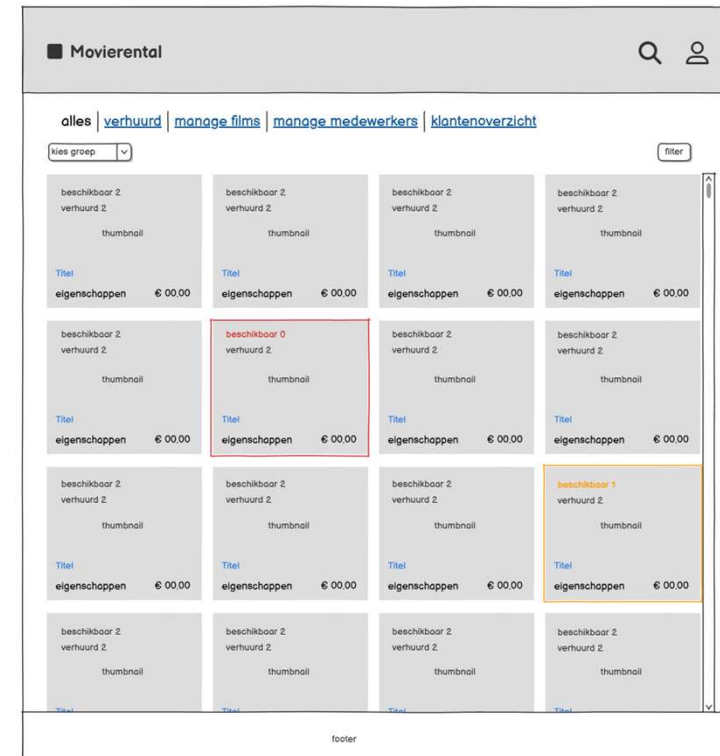 Movierental
alles | verhuurd | manage films | manage medewerkers | klantenoverzicht
kies groep filter
beschikbaar 2 beschikbaar 2 beschikbaar 2 beschikbaar 2
verhuurd 2 verhuurd 2 verhuurd 2 verhuurd 2
thumbnail thumbnail thumbnail thumbnail
Titel Titel Titel Titel
eigenschappen € 00,00 eigenschappen € 00,00 eigenschappen € 00,00 eigenschappen € 00,00
beschikbaar 2 beschikbaar 0 beschikbaar 2 beschikbaar 2
verhuurd 2 verhuurd 2 verhuurd 2 verhuurd 2
thumbnail thumbnail thumbnail thumbnail
Titel Titel Titel Titel
eigenschappen € 00,00 eigenschappen € 00,00 eigenschappen € 00,00 eigenschappen € 00,00
beschikbaar 2 beschikbaar 2 beschikbaar 2 beschikbaar 1
verhuurd 2 verhuurd 2 verhuurd 2 verhuurd 2
thumbnail thumbnail thumbnail thumbnail
Titel Titel Titel Titel
eigenschappen € 00,00 eigenschappen € 00,00 eigenschappen € 00,00 eigenschappen € 00,00
beschikbaar 2 beschikbaar 2 beschikbaar 2 beschikbaar 2
verhuurd 2 verhuurd 2 verhuurd 2 verhuurd 2
thumbnail thumbnail thumbnail thumbnail
Titel Titel Titel Titel
footer